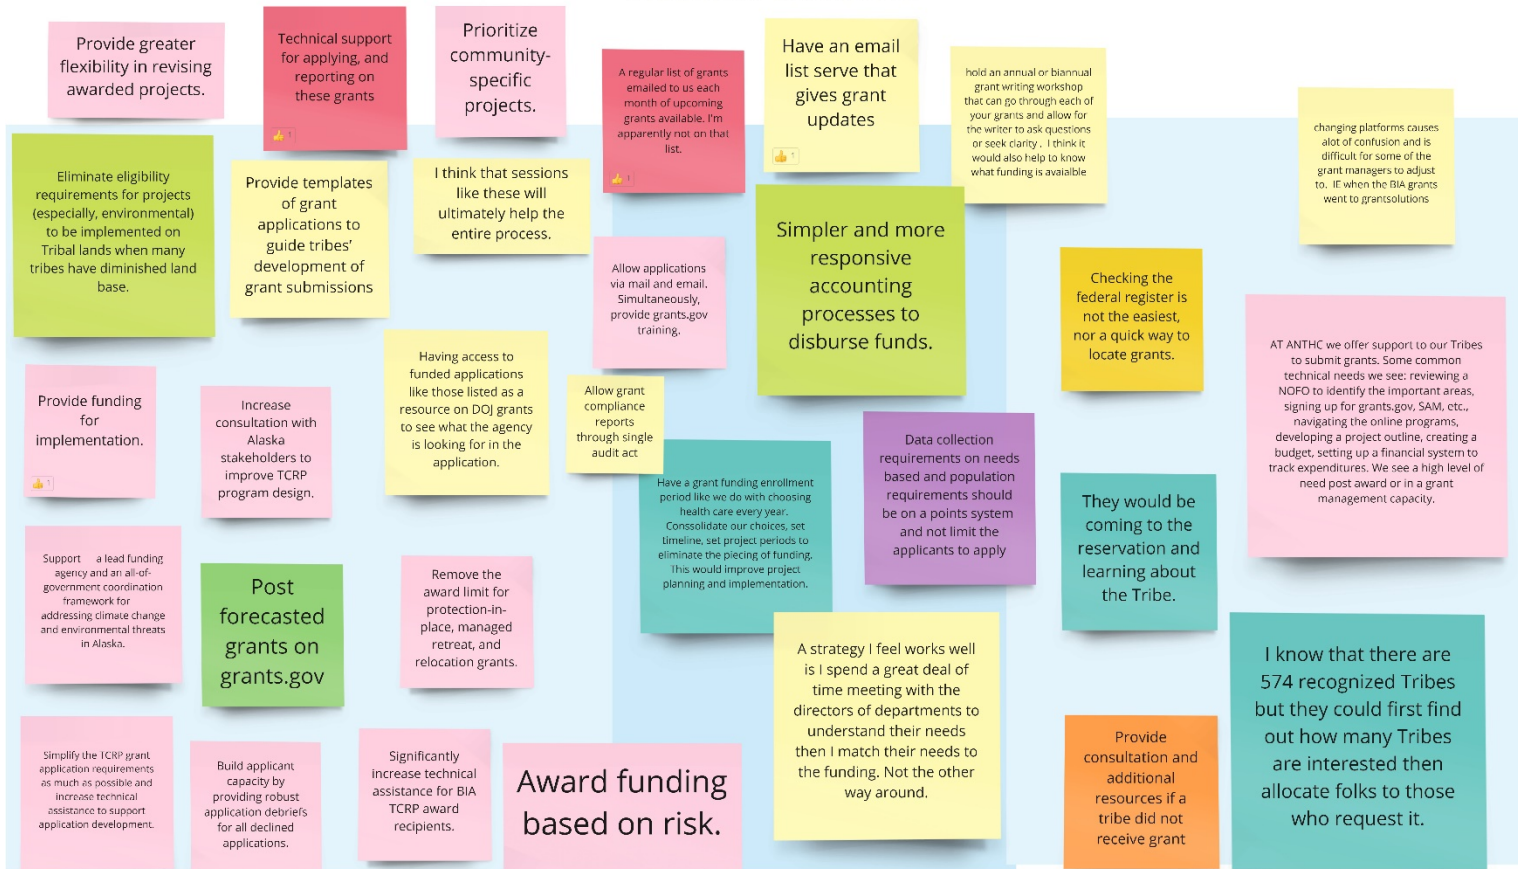 Provide greater
flexibility in revising
awarded projects.
Technical support
for applying, and
reporting on
these grants
👍 1
Prioritize
community-
specific
projects.
A regular list of grants
emailed to us each
month of upcoming
grants available. I'm
apparently not on that
list.
👍 1
Have an email
list serve that
gives grant
updates
👍 1
hold an annual or biannual
grant writing workshop
that can go through each of
your grants and allow for
the writer to ask questions
or seek clarity . I think it
would also help to know
what funding is avaialble
changing platforms causes
alot of confusion and is
difficult for some of the
grant managers to adjust
to. IE when the BIA grants
went to grantsolutions
Eliminate eligibility
requirements for projects
(especially, environmental)
to be implemented on
Tribal lands when many
tribes have diminished land
base.
Provide templates
of grant
applications to
guide tribes'
development of
grant submissions
I think that sessions
like these will
ultimately help the
entire process.
Allow applications
via mail and email.
Simultaneously,
provide grants.gov
training.
Simpler and more
responsive
accounting
processes to
disburse funds.
Checking the
federal register is
not the easiest,
nor a quick way to
locate grants.
AT ANTHC we offer support to our Tribes
to submit grants. Some common
technical needs we see: reviewing a
NOFO to identify the important areas,
signing up for grants.gov, SAM, etc.,
navigating the online programs,
developing a project outline, creating a
budget, setting up a financial system to
track expenditures. We see a high level of
need post award or in a grant
management capacity.
Provide funding
for
implementation.
👍 1
Increase
consultation with
Alaska
stakeholders to
improve TCRP
program design.
Having access to
funded applications
like those listed as a
resource on DOJ grants
to see what the agency
is looking for in the
application.
Allow grant
compliance
reports
through single
audit act
Have a grant funding enrollment
period like we do with choosing
health care every year.
Conssolidate our choices, set
timeline, set project periods to
eliminate the piecing of funding.
This would improve project
planning and implementation.
Data collection
requirements on needs
based and population
requirements should
be on a points system
and not limit the
applicants to apply
They would be
coming to the
reservation and
learning about
the Tribe.
Support a lead funding
agency and an all-of-
government coordination
framework for
addressing climate change
and environmental threats
in Alaska.
Post
forecasted
grants on
grants.gov
Remove the
award limit for
protection-in-
place, managed
retreat, and
relocation grants.
A strategy I feel works well
is I spend a great deal of
time meeting with the
directors of departments to
understand their needs
then I match their needs to
the funding. Not the other
way around.
I know that there are
574 recognized Tribes
but they could first find
out how many Tribes
are interested then
allocate folks to those
who request it.
Simplify the TCRP grant
application requirements
as much as possible and
increase technical
assistance to support
application development.
Build applicant
capacity by
providing robust
application debriefs
for all declined
applications.
Significantly
increase technical
assistance for BIA
TCRP award
recipients.
Award funding
based on risk.
Provide
consultation and
additional
resources if a
tribe did not
receive grant